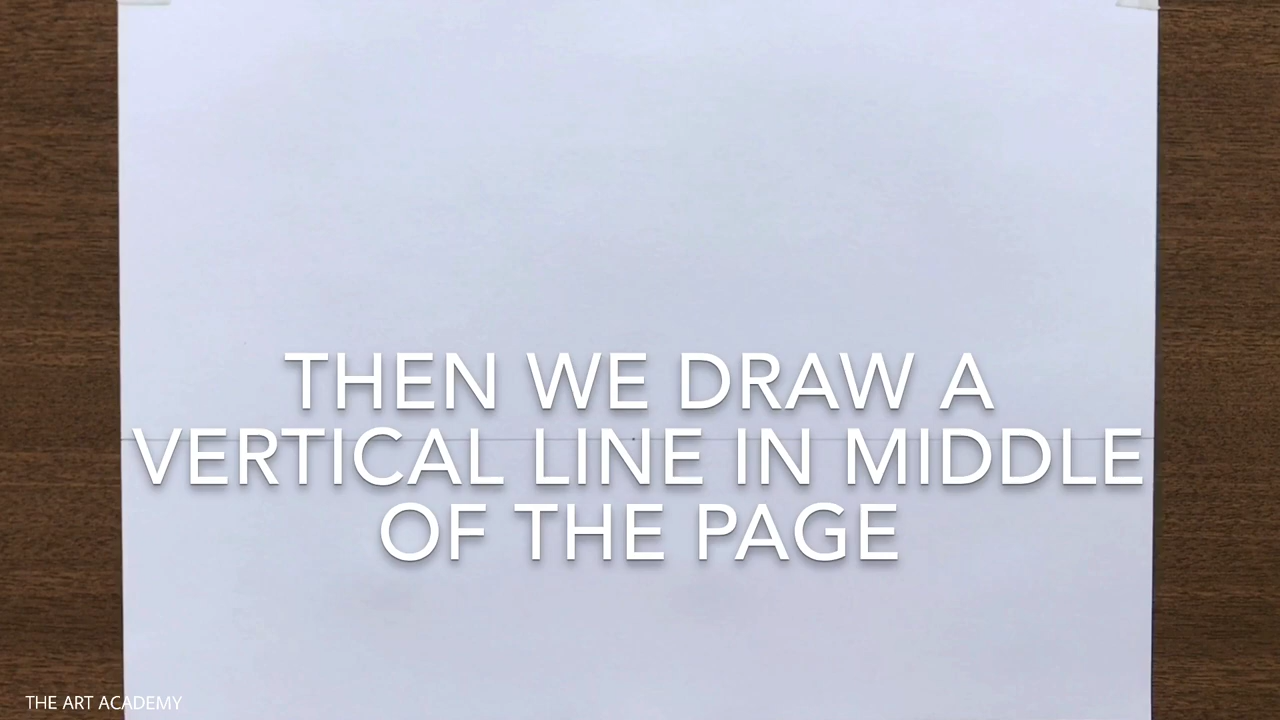 THEN WE DRAW A
VERTICAL LINE IN MIDDLE
OF THE PAGE
THE ART ACADEMY